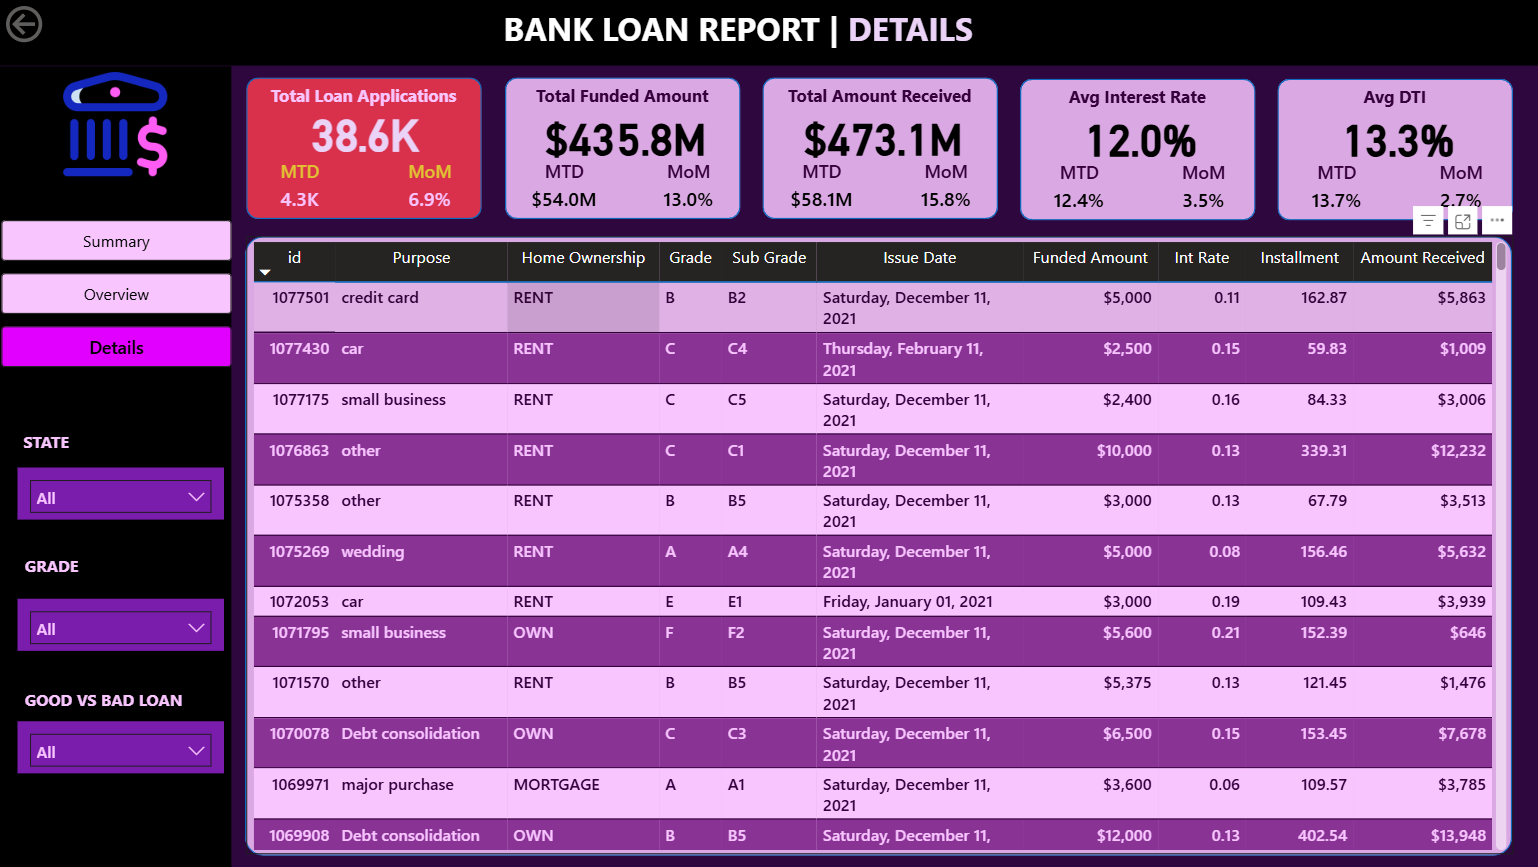 BANK LOAN REPORT | DETAILS
$
Total Loan Applications
38.6K
MTD MoM
4.3K 6.9%
Total Funded Amount
$435.8M
MTD MoM
$54.0M 13.0%
Total Amount Received
$473.1M
MTD MoM
$58.1M 15.8%
Avg Interest Rate
12.0%
MTD MoM
12.4% 3.5%
Avg DTI
13.3%
MTD MoM
13.7% 2.7%
Summary
Overview
Details
STATE
All
GRADE
All
GOOD VS BAD LOAN
All
id Purpose Home Ownership Grade Sub Grade Issue Date Funded Amount Int Rate Installment Amount Received
1077501 credit card RENT B B2 Saturday, December 11, $5,000 0.11 162.87 $5,863
2021
1077430 car RENT C C4 Thursday, February 11, $2,500 0.15 59.83 $1,009
2021
1077175 small business RENT C C5 Saturday, December 11, $2,400 0.16 84.33 $3,006
2021
1076863 other RENT C C1 Saturday, December 11, $10,000 0.13 339.31 $12,232
2021
1075358 other RENT B B5 Saturday, December 11, $3,000 0.13 67.79 $3,513
2021
1075269 wedding RENT A A4 Saturday, December 11, $5,000 0.08 156.46 $5,632
2021
1072053 car RENT E E1 Friday, January 01, 2021 $3,000 0.19 109.43 $3,939
1071795 small business OWN F F2 Saturday, December 11, $5,600 0.21 152.39 $646
2021
1071570 other RENT B B5 Saturday, December 11, $5,375 0.13 121.45 $1,476
2021
1070078 Debt consolidation OWN C C3 Saturday, December 11, $6,500 0.15 153.45 $7,678
2021
1069971 major purchase MORTGAGE A A1 Saturday, December 11, $3,600 0.06 109.57 $3,785
2021
1069908 Debt consolidation OWN B B5 Saturday, December 11, $12,000 0.13 402.54 $13,948